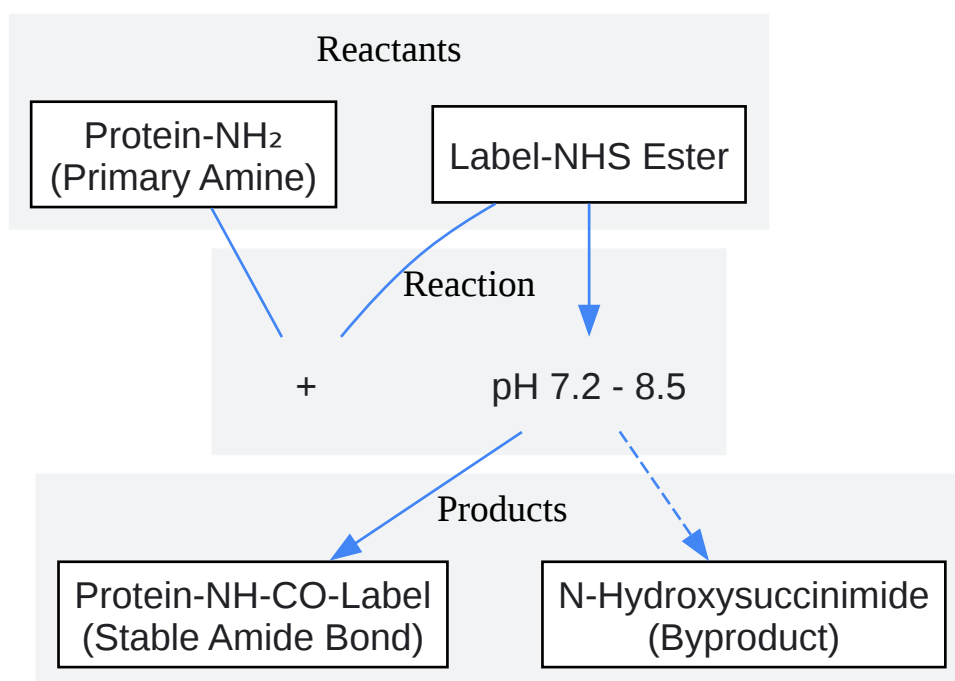 Reactants
Protein-NH₂
(Primary Amine)
Label-NHS Ester
Reaction
+
pH 7.2 - 8.5
Products
Protein-NH-CO-Label
(Stable Amide Bond)
N-Hydroxysuccinimide
(Byproduct)